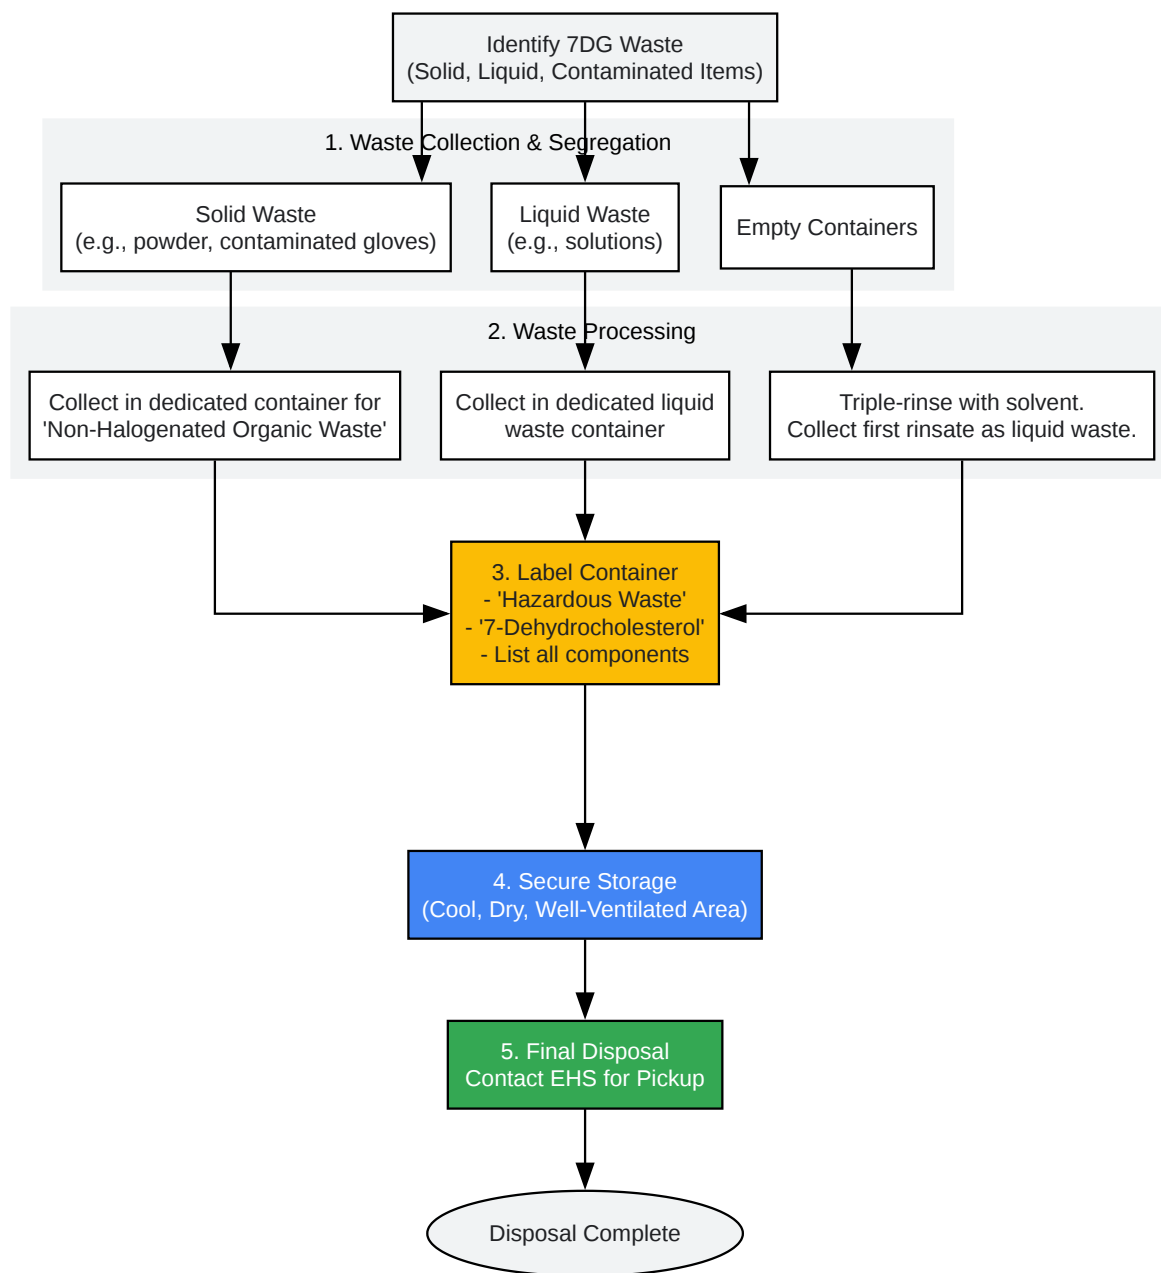 Identify 7DG Waste
(Solid, Liquid, Contaminated Items)
1. Waste Collection & Segregation
Solid Waste
(e.g., powder, contaminated gloves)
Liquid Waste
(e.g., solutions)
Empty Containers
2. Waste Processing
Collect in dedicated container for
'Non-Halogenated Organic Waste'
Collect in dedicated liquid
waste container
Triple-rinse with solvent.
Collect first rinsate as liquid waste.
3. Label Container
- 'Hazardous Waste'
- '7-Dehydrocholesterol'
- List all components
4. Secure Storage
(Cool, Dry, Well-Ventilated Area)
5. Final Disposal
Contact EHS for Pickup
Disposal Complete